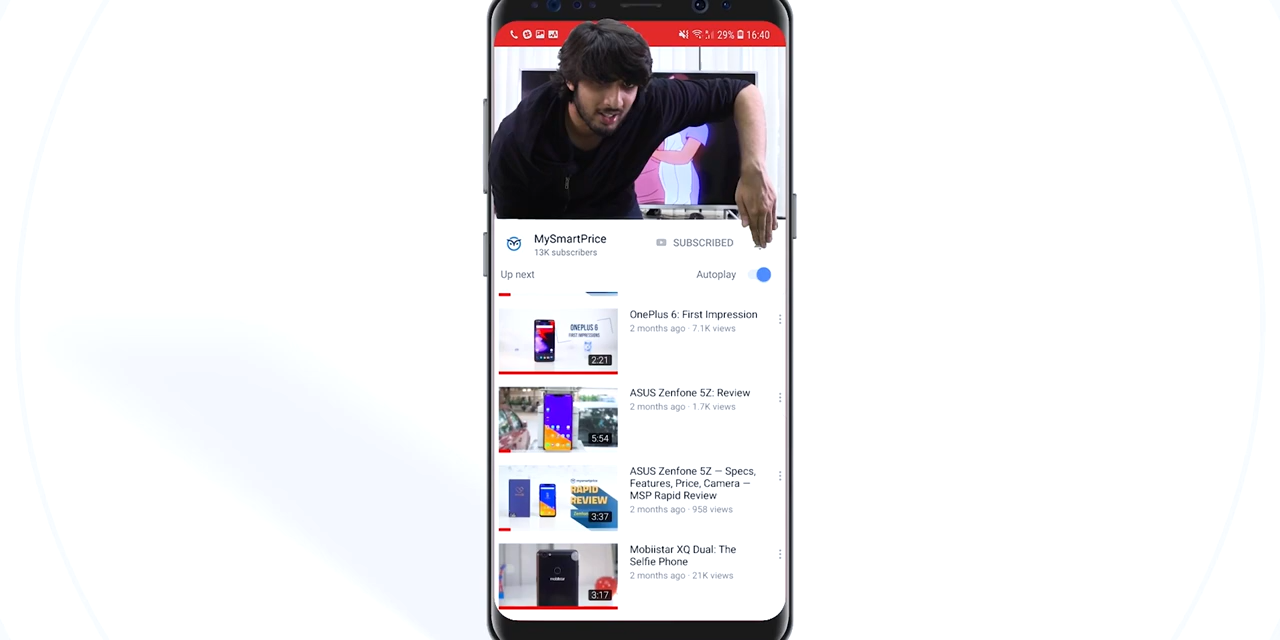 29% 16:40
MySmartPrice
13K subscribers
SUBSCRIBED
Up next
Autoplay
ONEPLUS 6
FIRST IMPRESSIONS
2:21
OnePlus 6: First Impression
2 months ago · 7.1K views
5:54
ASUS Zenfone 5Z: Review
2 months ago · 1.7K views
RAPID
REVIEW
3:37
ASUS Zenfone 5Z — Specs,
Features, Price, Camera —
MSP Rapid Review
2 months ago · 958 views
mobiistar
3:17
Mobiistar XQ Dual: The
Selfie Phone
2 months ago · 21K views